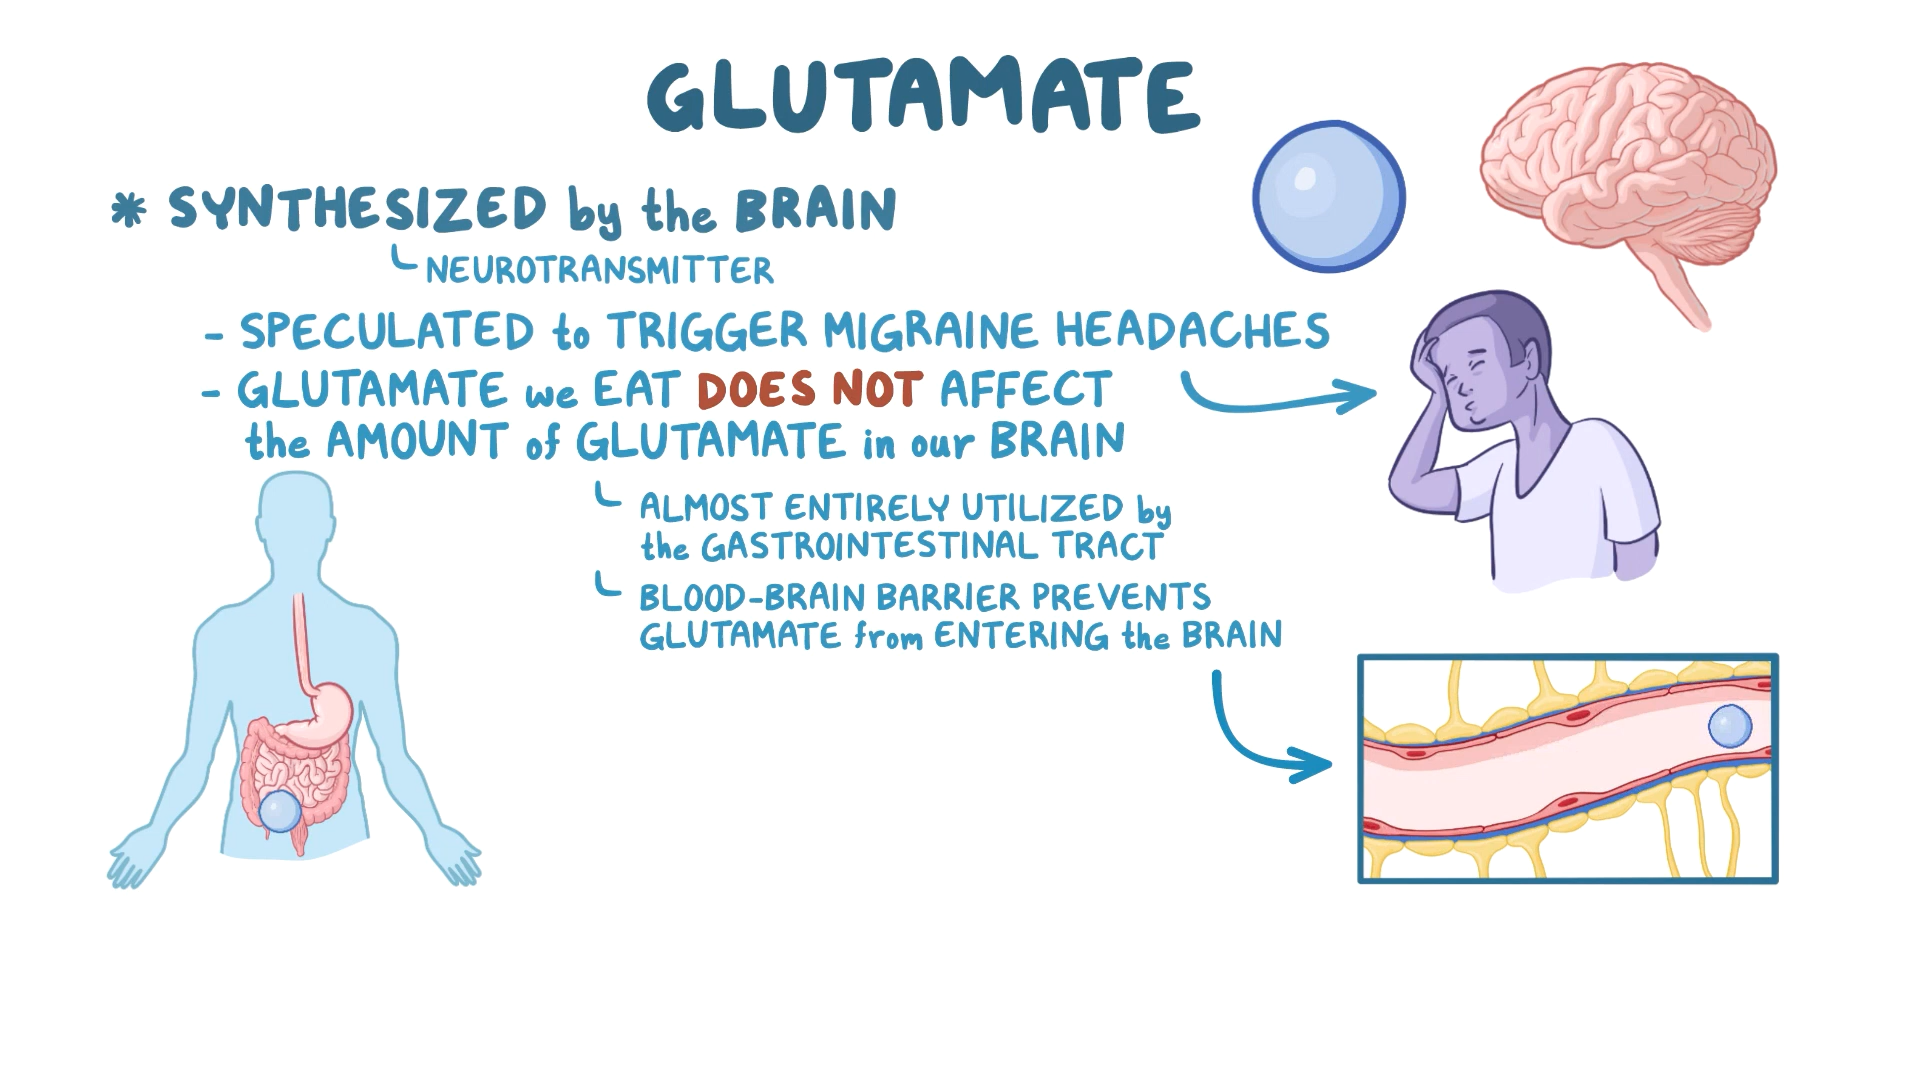 GLUTAMATE
* SYNTHESIZED by the BRAIN
NEUROTRANSMITTER
- SPECULATED to TRIGGER MIGRAINE HEADACHES
- GLUTAMATE we EAT DOES NOT AFFECT
the AMOUNT of GLUTAMATE in our BRAIN
ALMOST ENTIRELY UTILIZED by
the GASTROINTESTINAL TRACT
BLOOD-BRAIN BARRIER PREVENTS
GLUTAMATE from ENTERING the BRAIN